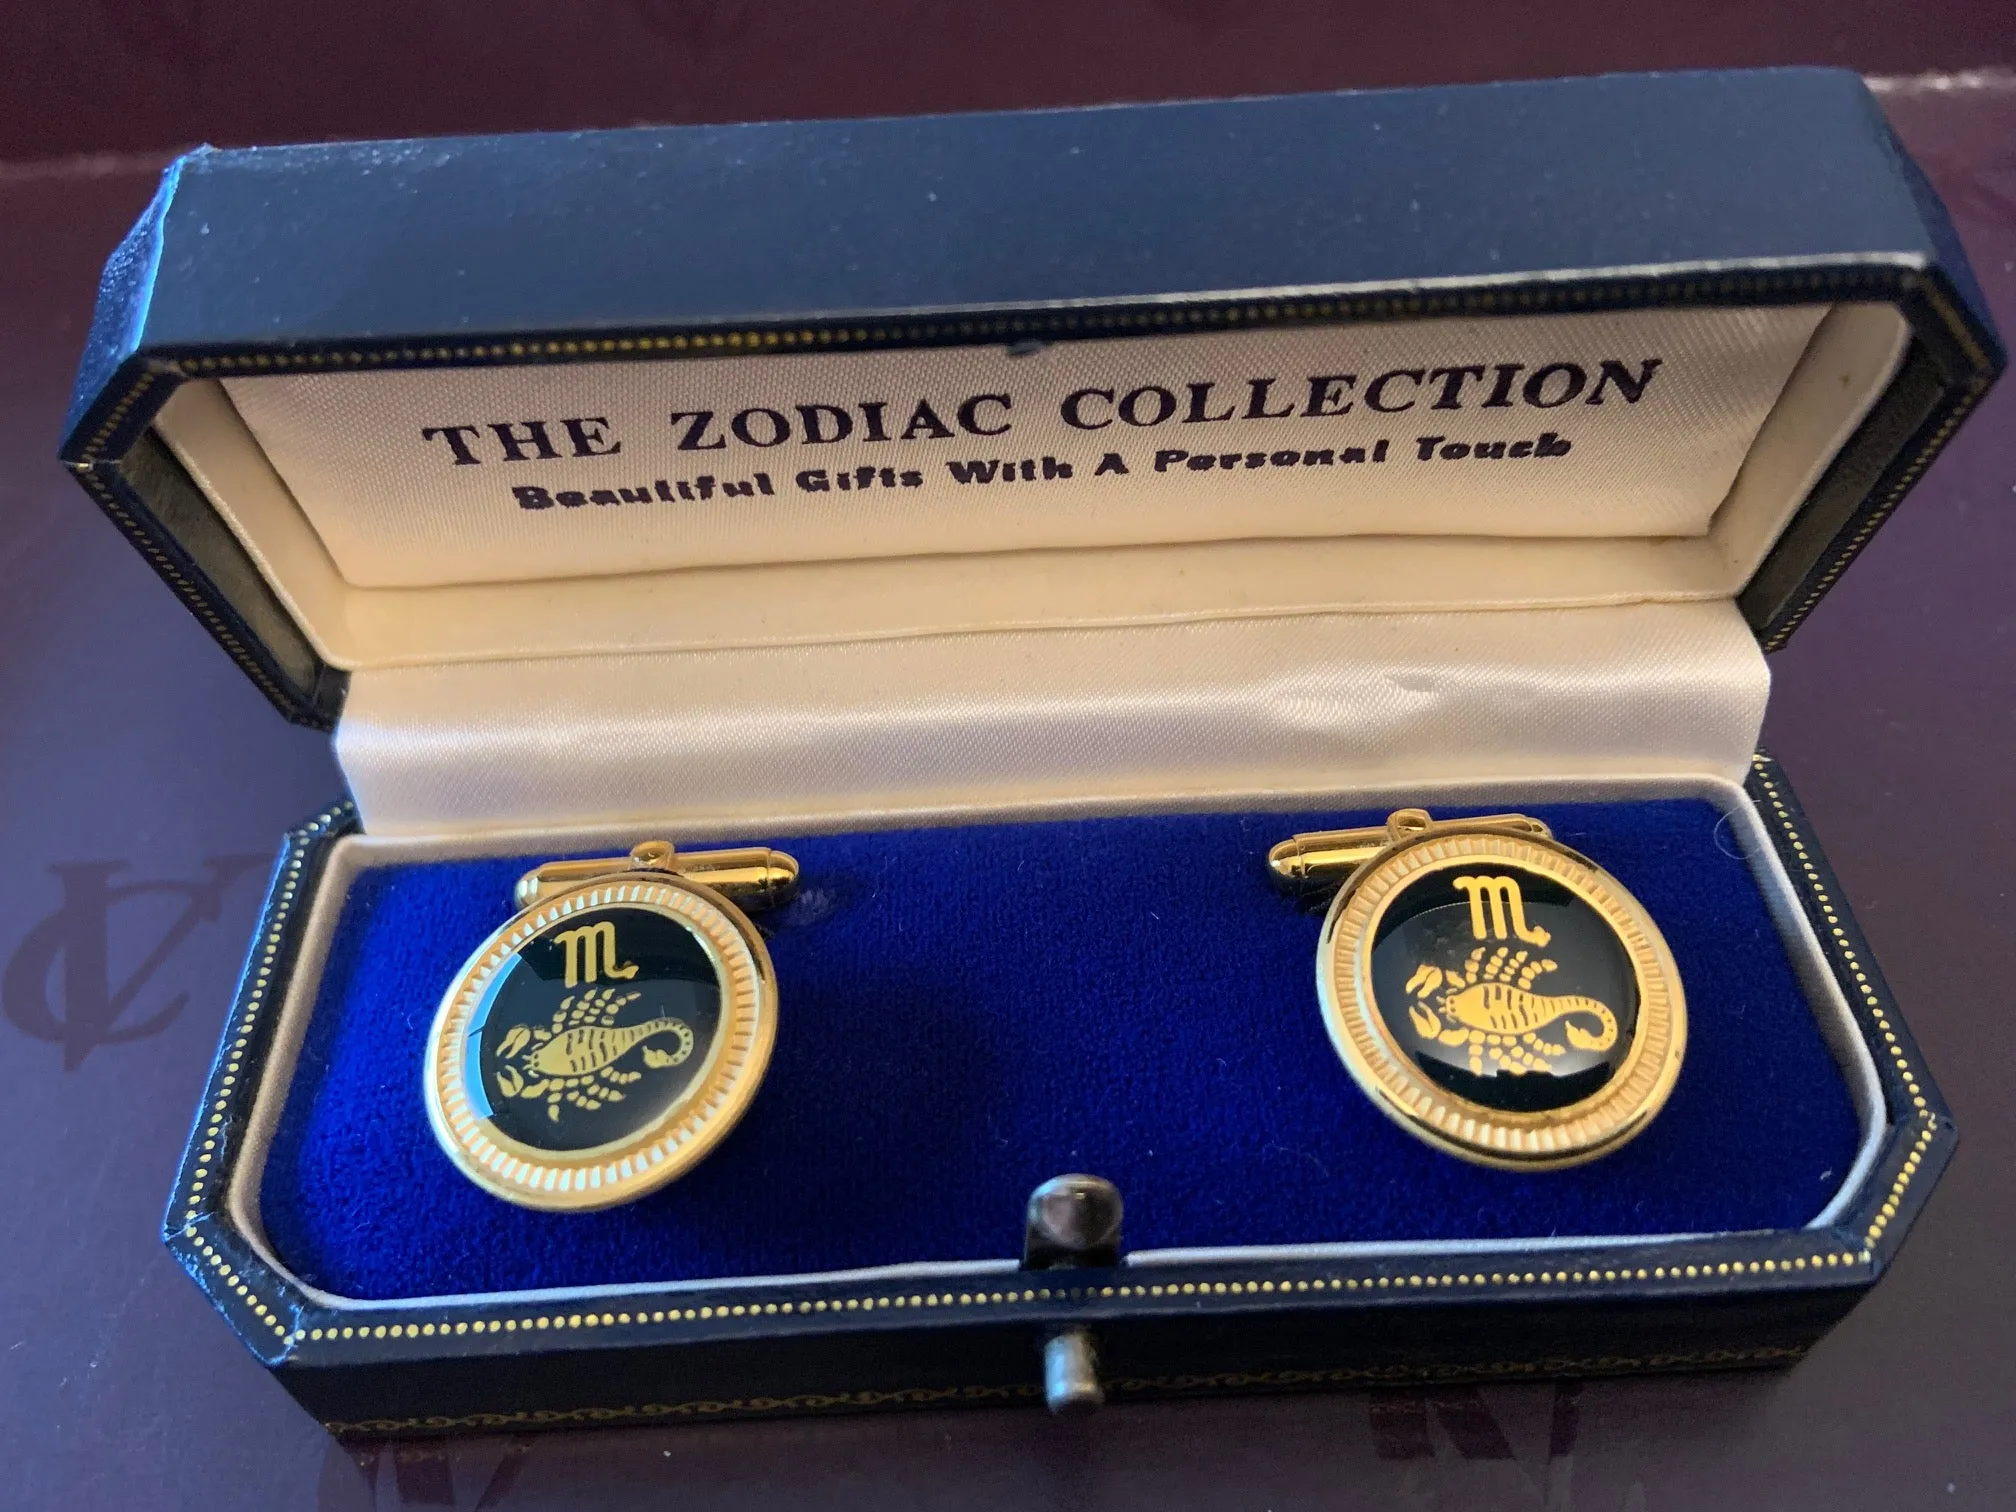 THE ZODIAC COLLECTION
Beautiful Gifts With A Personal Touch